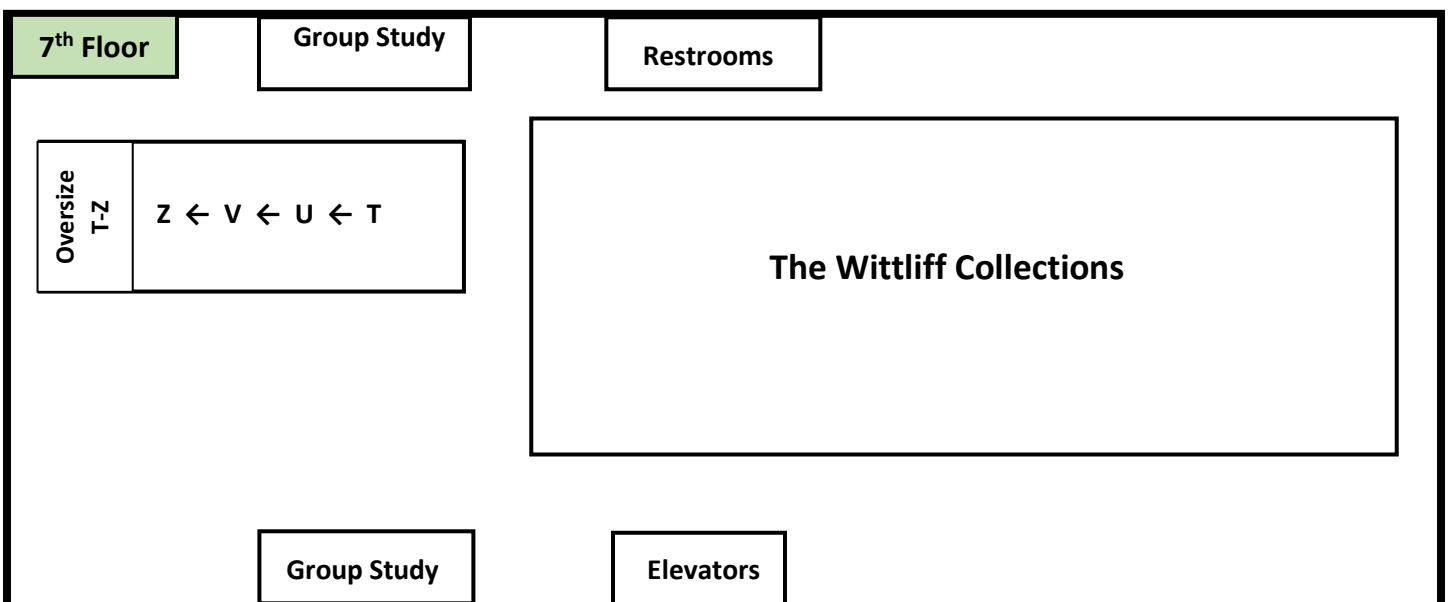 7th Floor
Group Study
Restrooms
Oversize
T-Z
Z ← V ← U ← T
The Wittliff Collections
Group Study
Elevators